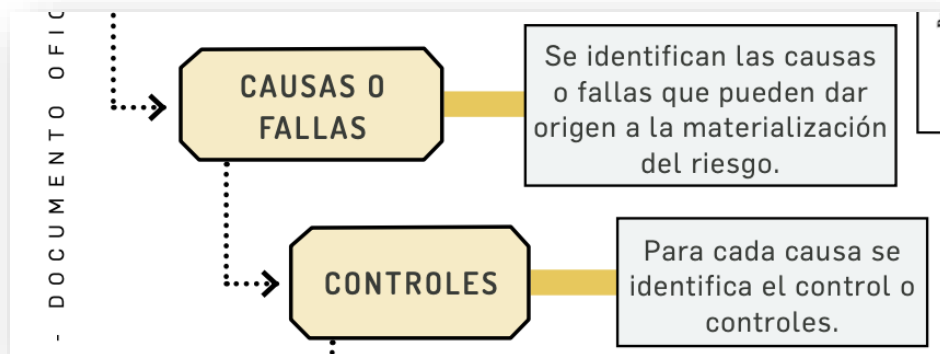 CAUSAS O
FALLAS
Se identifican las causas
o fallas que pueden dar
origen a la materialización
del riesgo.
CONTROLES
Para cada causa se
identifica el control o
controles.
- DOCUMENTO